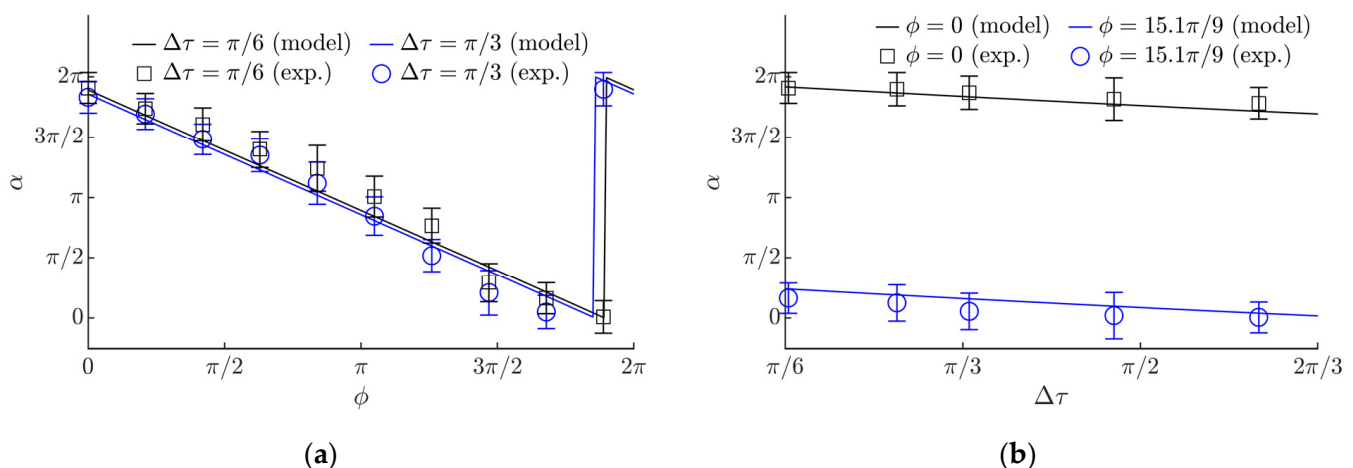 Δτ = π/6 (model) Δτ = π/3 (model)
Δτ = π/6 (exp.) Δτ = π/3 (exp.)
2π
3π/2
π
π/2
0
α
0 π/2 π 3π/2 2π
ϕ
(a)
ϕ = 0 (model) ϕ = 15.1π/9 (model)
ϕ = 0 (exp.) ϕ = 15.1π/9 (exp.)
2π
3π/2
π
π/2
0
α
π/6 π/3 π/2 2π/3
Δτ
(b)